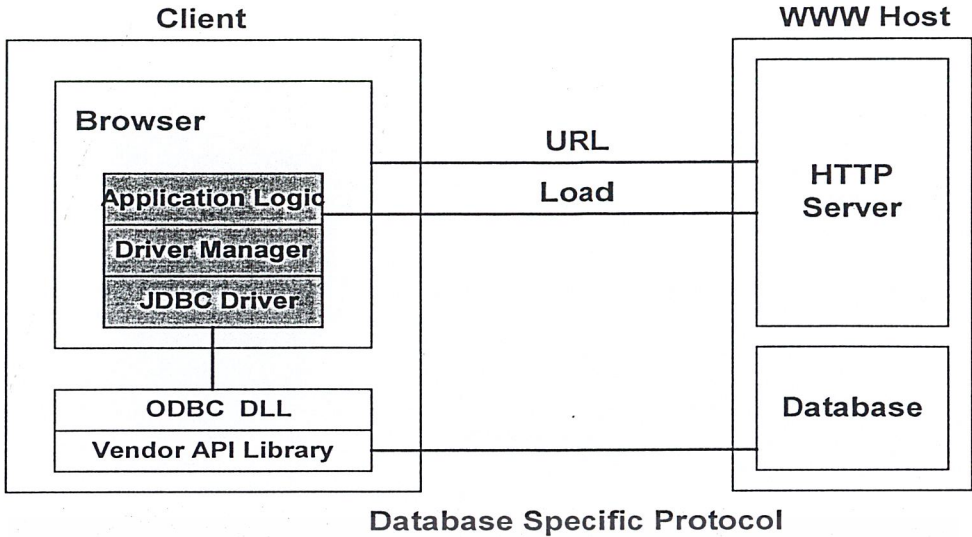 Client
WWW Host
Browser
URL
HTTP
Server
Application Logic
Load
Driver Manager
JDBC Driver
ODBC DLL
Database
Vendor API Library
Database Specific Protocol